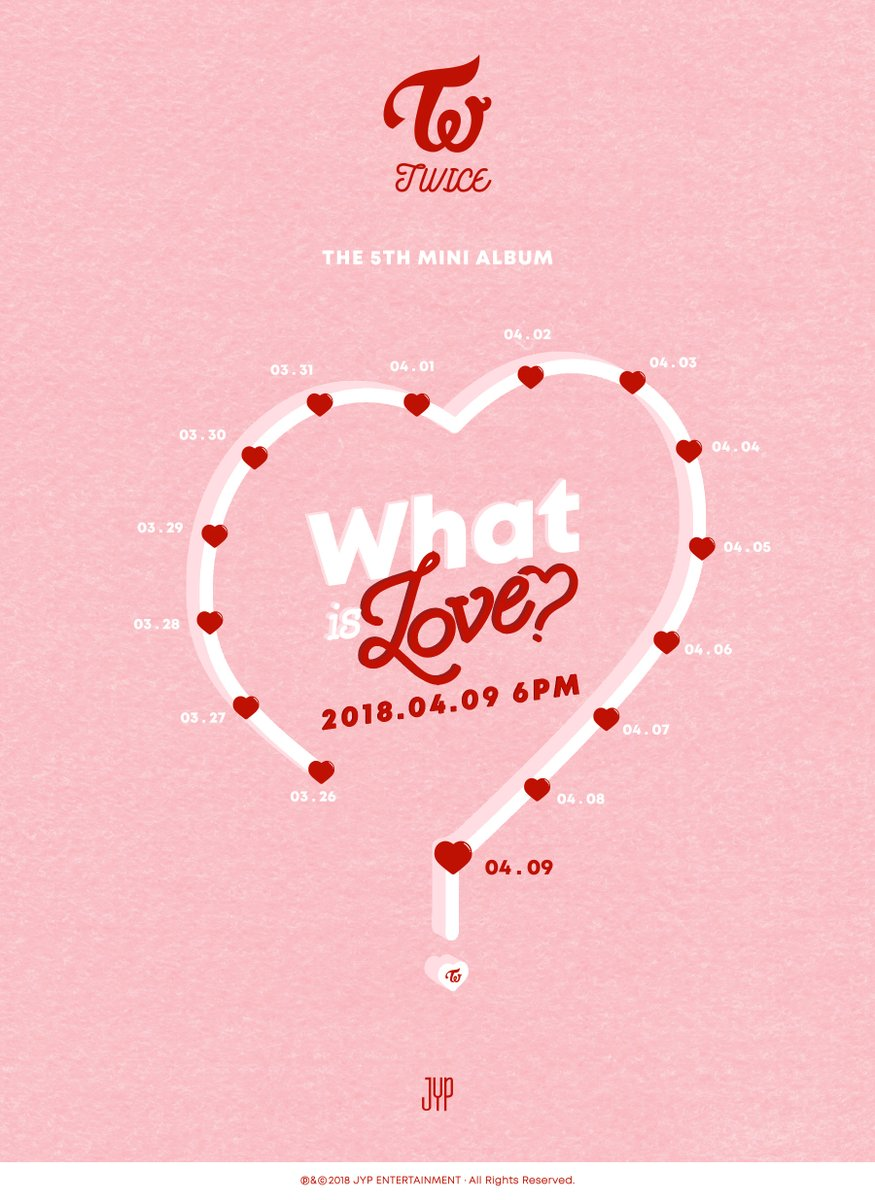 Tw
TWICE
THE 5TH MINI ALBUM
03.26
03.27
03.28
03.29
03.30
03.31
04.01
04.02
04.03
04.04
04.05
04.06
04.07
04.08
04.09
What
is Love?
2018.04.09 6PM
Tw
JYP
℗&©2018 JYP ENTERTAINMENT · All Rights Reserved.